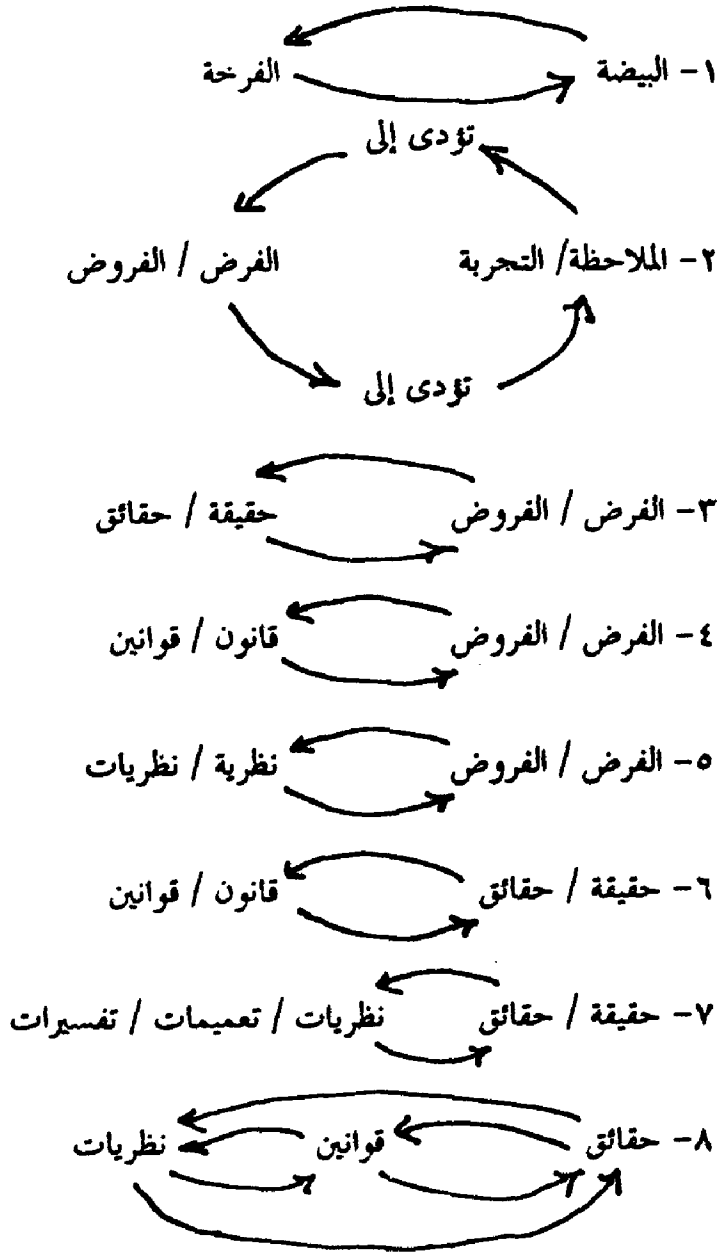 ١- البيضة الفرخة
تؤدى إلى
٢- الملاحظة / التجربة الفرض / الفروض
تؤدى إلى
٣- الفرض / الفروض حقيقة / حقائق
٤- الفرض / الفروض قانون / قوانين
٥- الفرض / الفروض نظرية / نظريات
٦- حقيقة / حقائق قانون / قوانين
٧- حقيقة / حقائق نظريات / تعميمات / تفسيرات
٨- حقائق قوانين نظريات